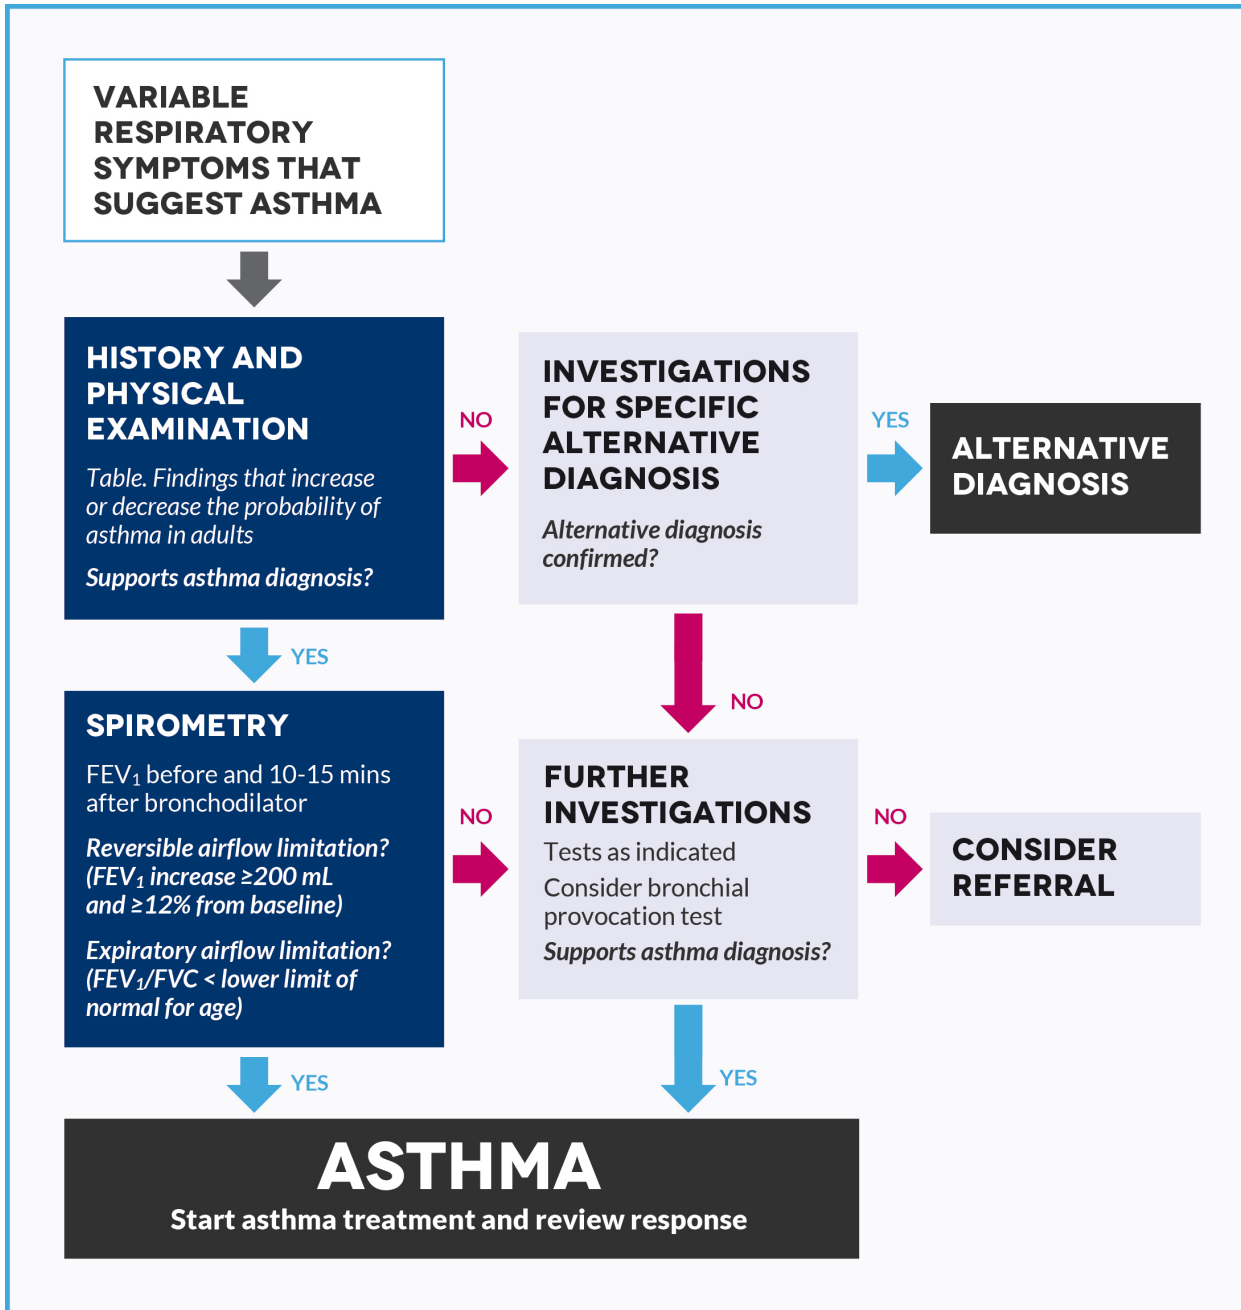 VARIABLE
RESPIRATORY
SYMPTOMS THAT
SUGGEST ASTHMA
HISTORY AND
PHYSICAL
EXAMINATION
Table. Findings that increase
or decrease the probability of
asthma in adults
Supports asthma diagnosis?
NO
INVESTIGATIONS
FOR SPECIFIC
ALTERNATIVE
DIAGNOSIS
Alternative diagnosis
confirmed?
YES
ALTERNATIVE
DIAGNOSIS
YES
NO
SPIROMETRY
FEV₁ before and 10-15 mins
after bronchodilator
Reversible airflow limitation?
(FEV₁ increase ≥200 mL
and ≥12% from baseline)
Expiratory airflow limitation?
(FEV₁/FVC < lower limit of
normal for age)
NO
FURTHER
INVESTIGATIONS
Tests as indicated
Consider bronchial
provocation test
Supports asthma diagnosis?
NO
CONSIDER
REFERRAL
YES
YES
ASTHMA
Start asthma treatment and review response